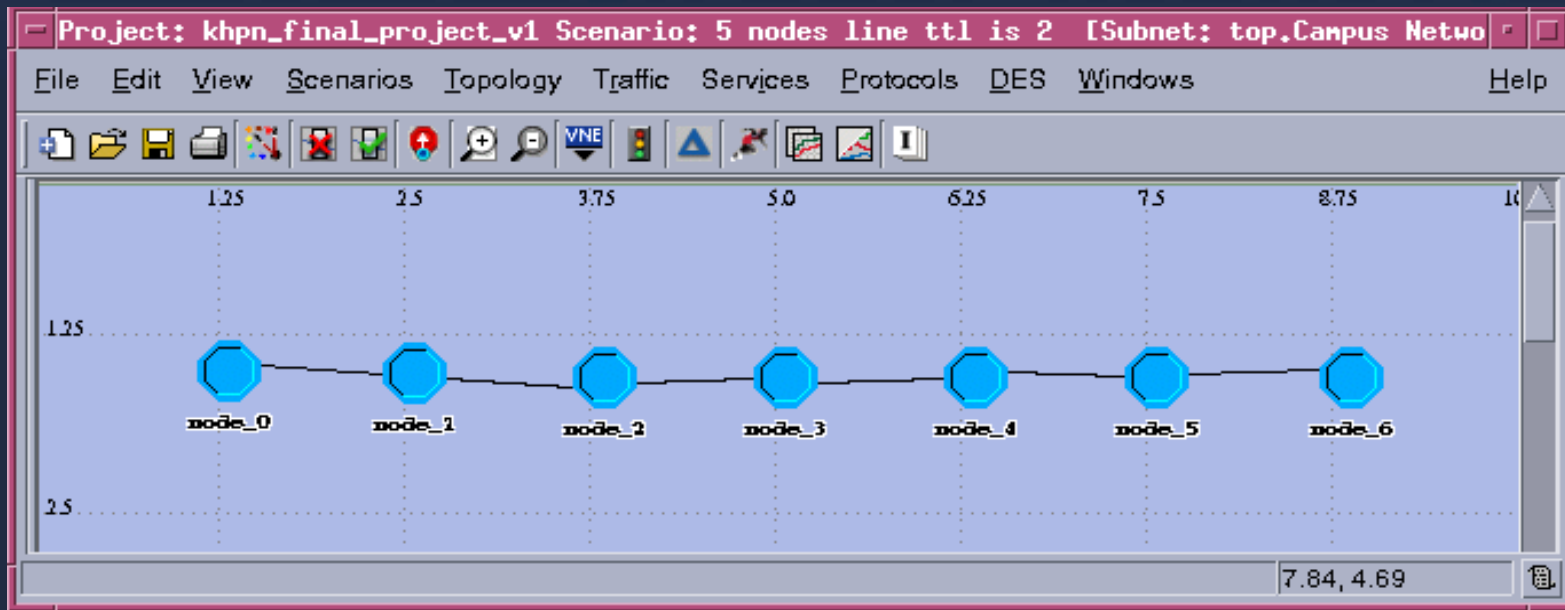 Project: khpn_final_project_v1 Scenario: 5 nodes line ttl is 2 [Subnet: top.Campus Netwo
File Edit View Scenarios Topology Traffic Services Protocols DES Windows Help
VNE
1.25 2.5 3.75 5.0 6.25 7.5 8.75 10
1.25
node_0 node_1 node_2 node_3 node_4 node_5 node_6
2.5
7.84, 4.69